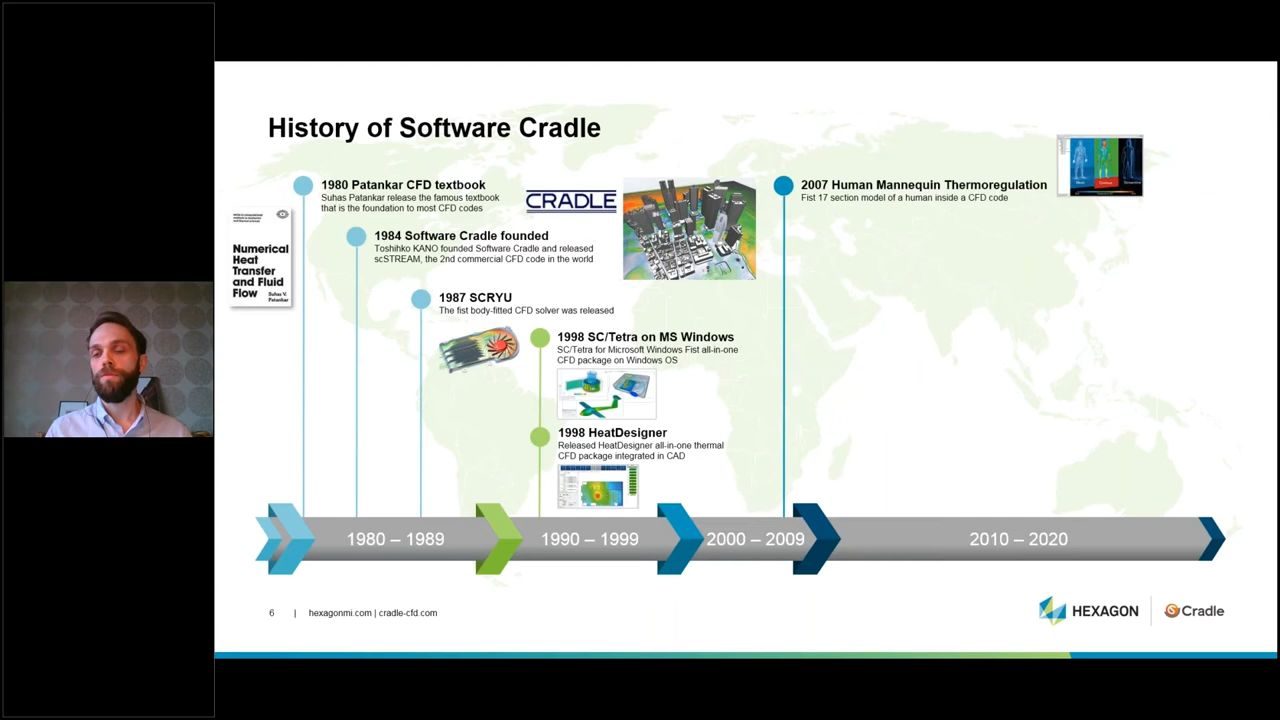 History of Software Cradle
1980 Patankar CFD textbook
Suhas Patankar release the famous textbook
that is the foundation to most CFD codes
Numerical
Heat
Transfer
and Fluid
Flow
Suhas V.
Patankar
CRADLE
1984 Software Cradle founded
Toshihko KANO founded Software Cradle and released
scSTREAM, the 2nd commercial CFD code in the world
1987 SCRYU
The fist body-fitted CFD solver was released
1998 SC/Tetra on MS Windows
SC/Tetra for Microsoft Windows Fist all-in-one
CFD package on Windows OS
1998 HeatDesigner
Released HeatDesigner all-in-one thermal
CFD package integrated in CAD
2007 Human Mannequin Thermoregulation
Fist 17 section model of a human inside a CFD code
1980 – 1989
1990 – 1999
2000 – 2009
2010 – 2020
6 | hexagonmi.com | cradle-cfd.com
HEXAGON
Cradle